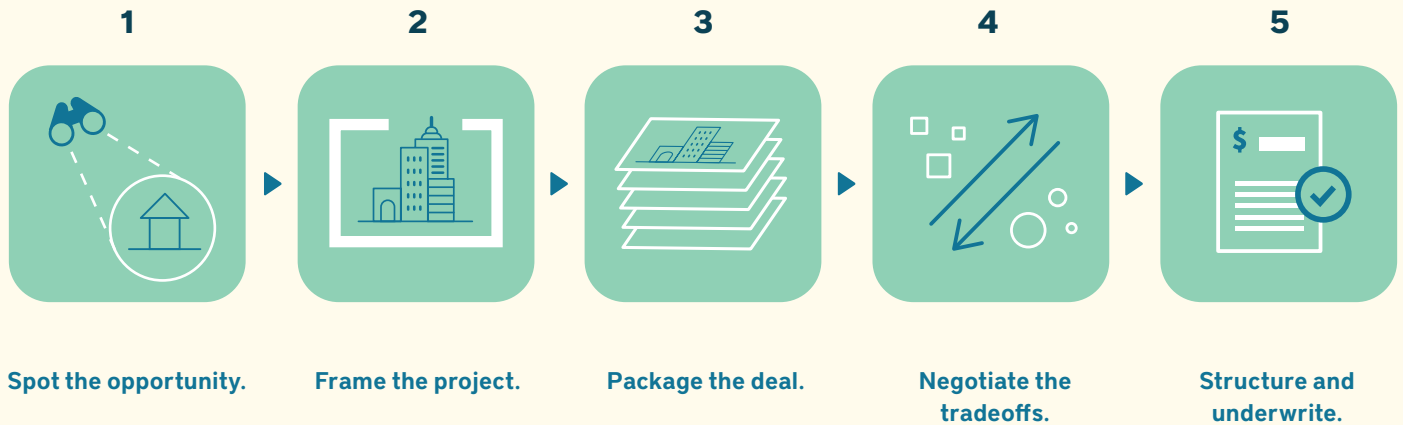 1
2
3
4
5
$
Spot the opportunity.
Frame the project.
Package the deal.
Negotiate the
tradeoffs.
Structure and
underwrite.